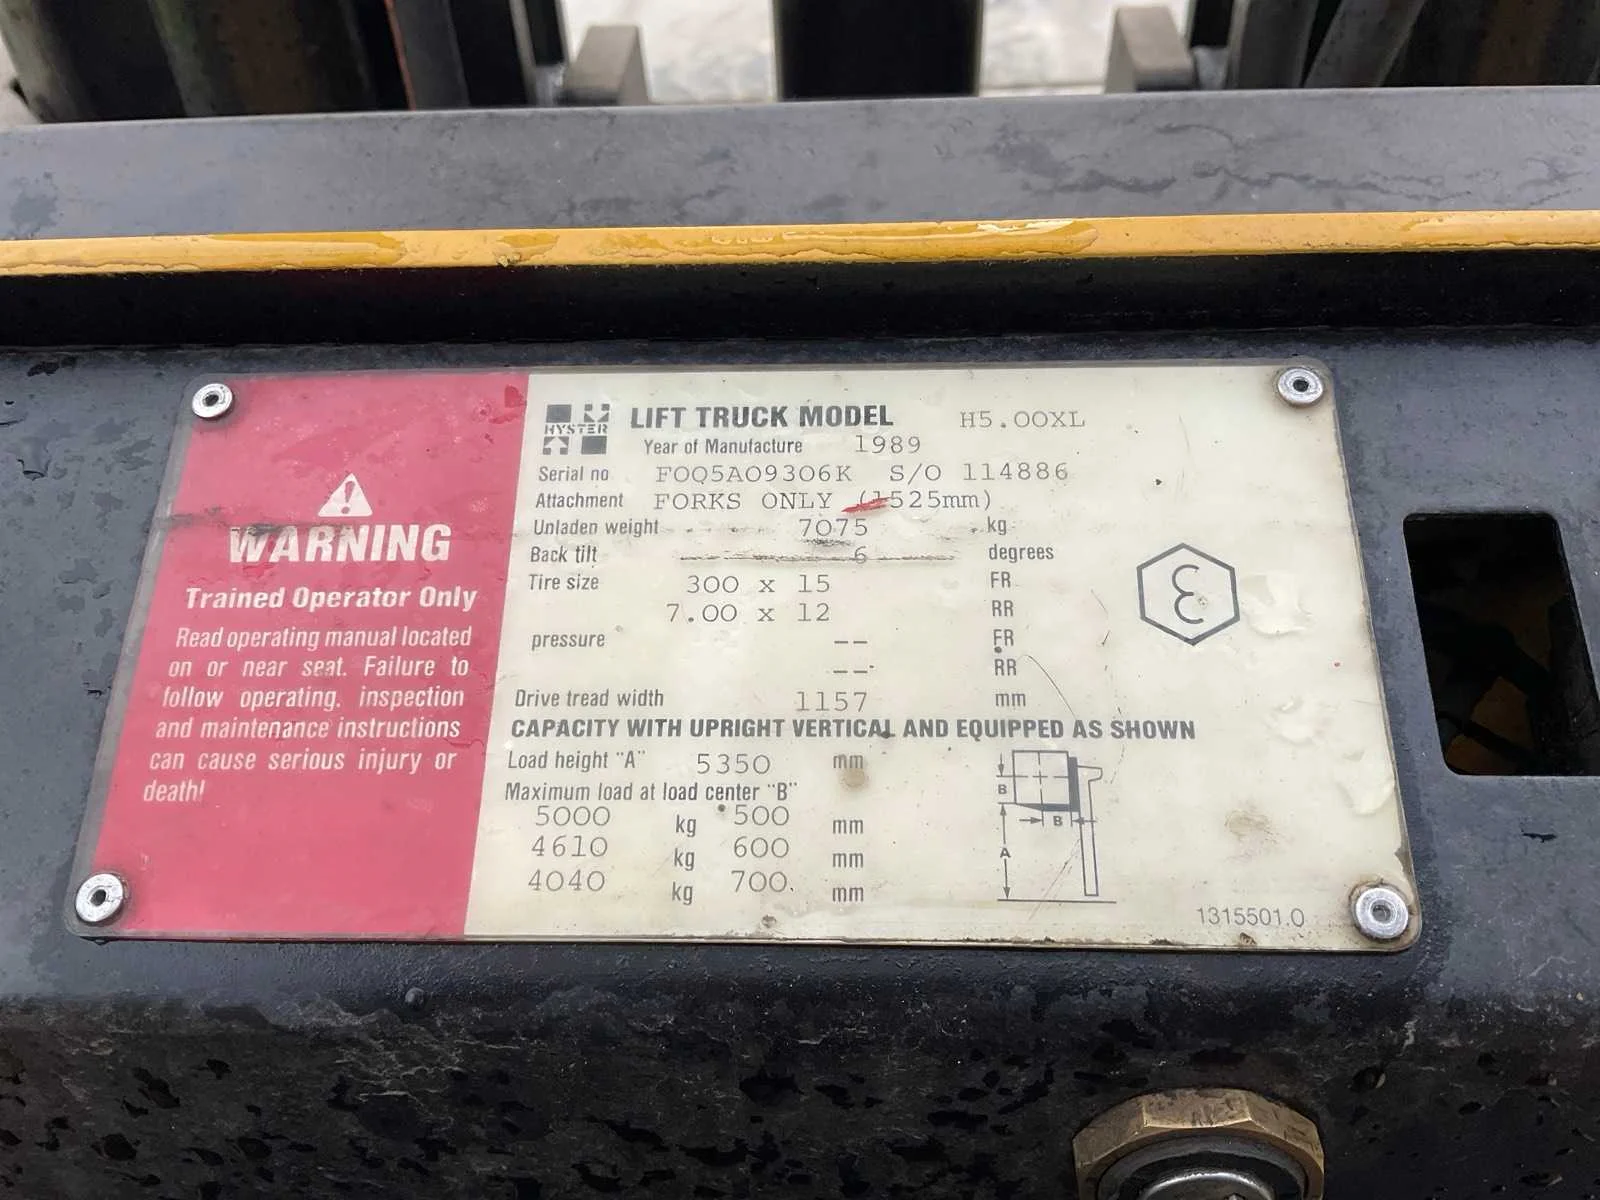 WARNING
Trained Operator Only
Read operating manual located
on or near seat. Failure to
follow operating, inspection
and maintenance instructions
can cause serious injury or
death!
HYSTER
LIFT TRUCK MODEL H5.00XL
Year of Manufacture 1989
Serial no F0Q5A09306K S/O 114886
Attachment FORKS ONLY (1525mm)
Unladen weight 7075 kg
Back tilt 6 degrees
Tire size 300 x 15 FR
7.00 x 12 RR
pressure -- FR
-- RR
Drive tread width 1157 mm
CAPACITY WITH UPRIGHT VERTICAL AND EQUIPPED AS SHOWN
Load height "A" 5350 mm
Maximum load at load center "B"
5000 kg 500 mm
4610 kg 600 mm
4040 kg 700 mm
B
B
A
1315501.0